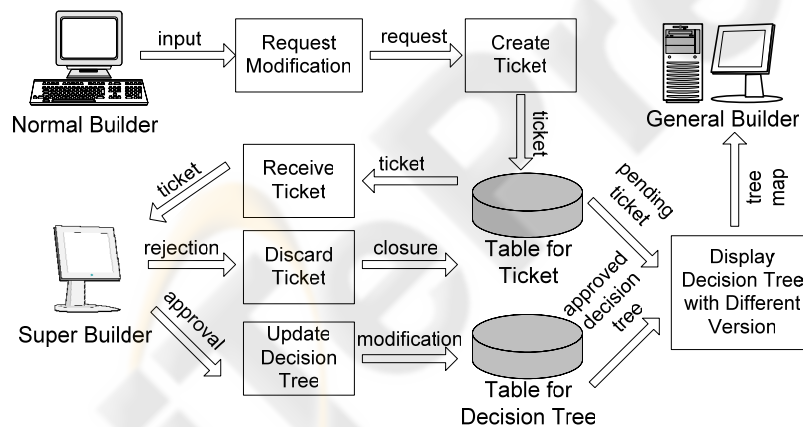 input
Request
Modification
request
Create
Ticket
Normal Builder
General Builder
ticket
Receive
Ticket
ticket
ticket
Table for
Ticket
pending
ticket
tree
map
Super Builder
rejection
Discard
Ticket
closure
approval
Update
Decision
Tree
modification
Table for
Decision Tree
approved
decision
tree
Display
Decision Tree
with Different
Version